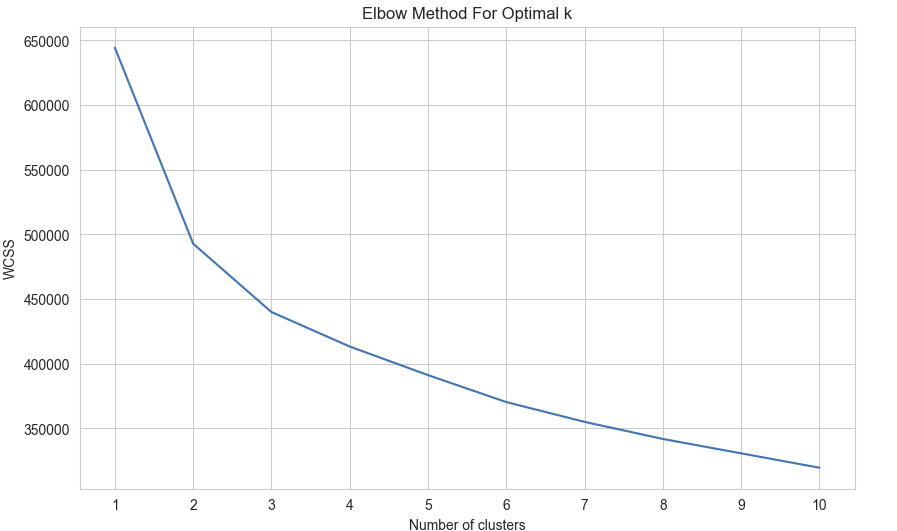 Elbow Method For Optimal k
650000
600000
550000
500000
450000
400000
350000
WCSS
1 2 3 4 5 6 7 8 9 10
Number of clusters